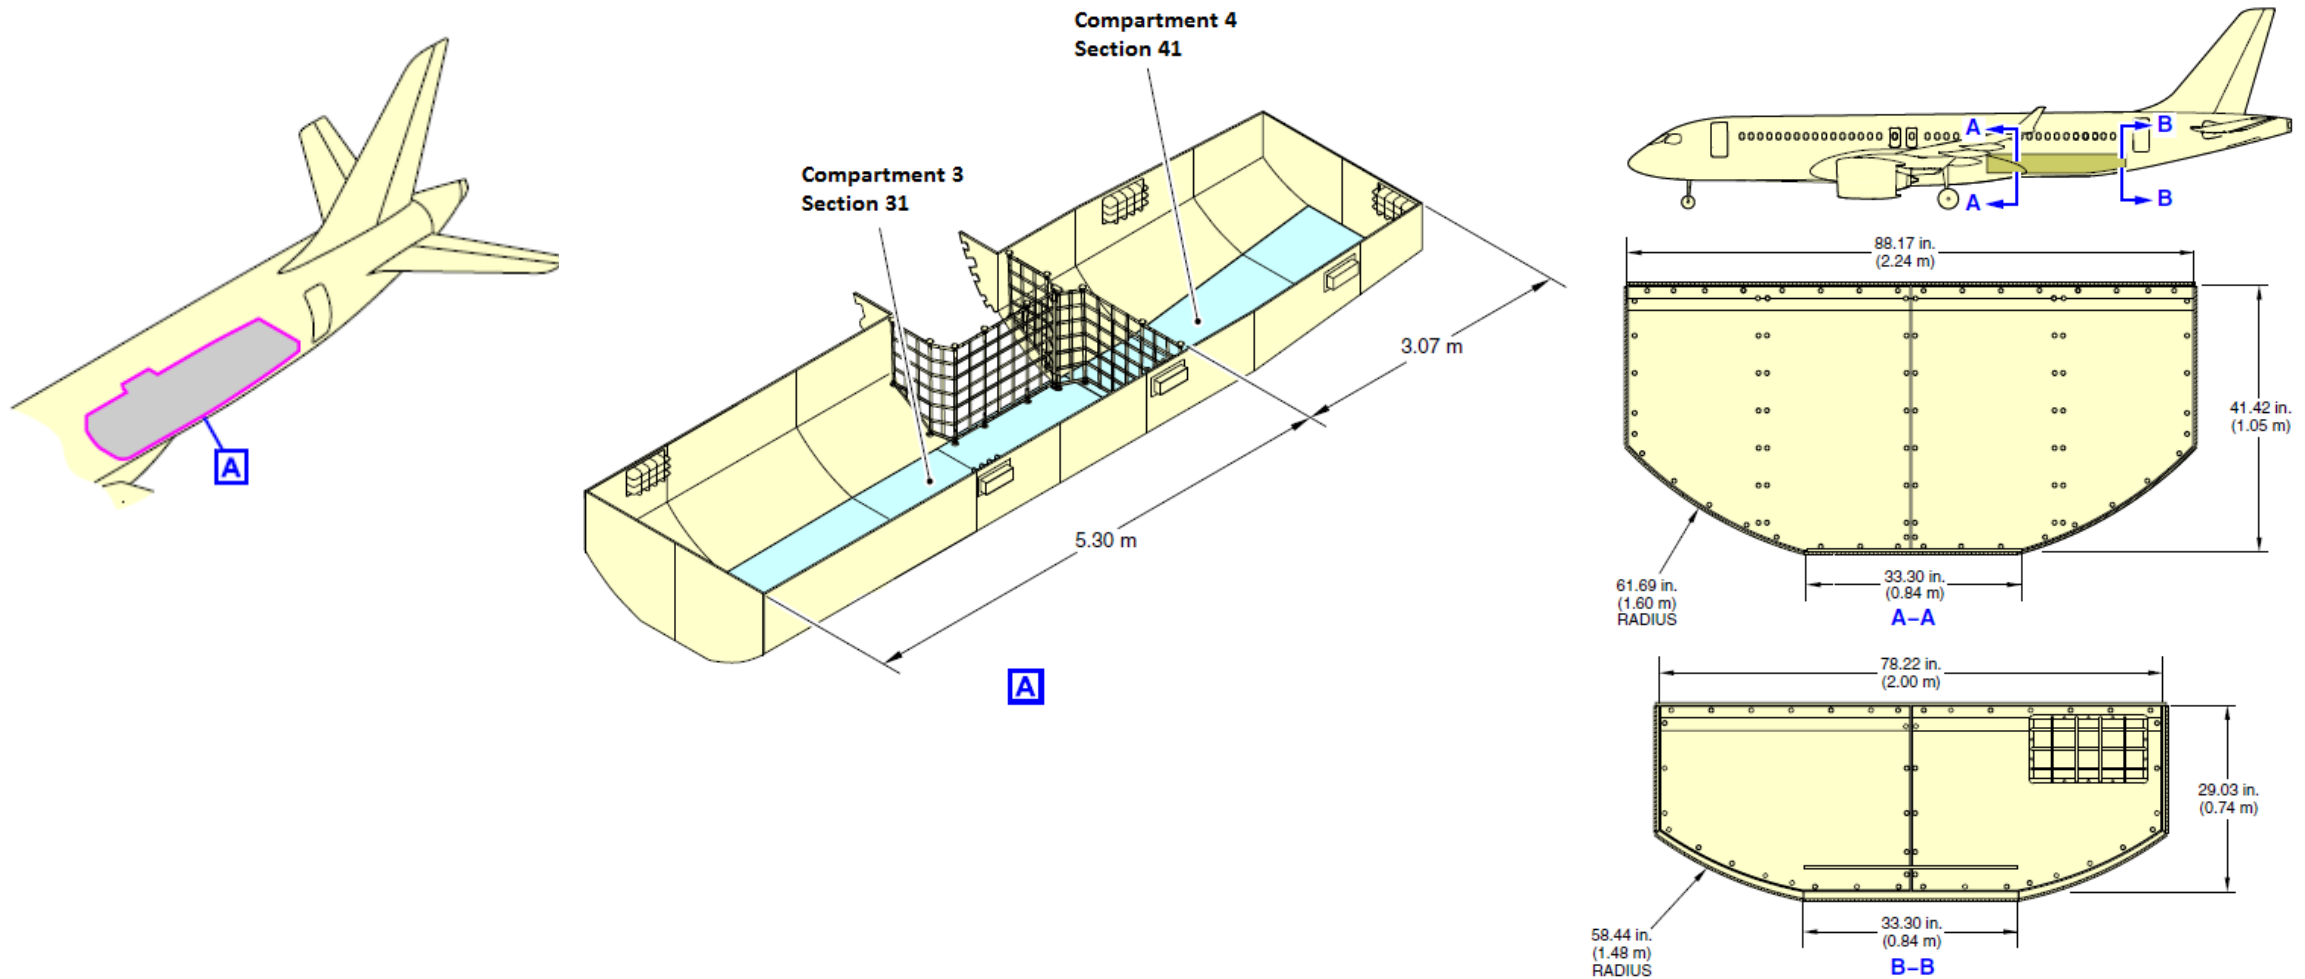 Compartment 4
Section 41
Compartment 3
Section 31
3.07 m
5.30 m
A
A
A
B
A
B
88.17 in.
(2.24 m)
41.42 in.
(1.05 m)
61.69 in.
(1.60 m)
RADIUS
33.30 in.
(0.84 m)
A–A
78.22 in.
(2.00 m)
29.03 in.
(0.74 m)
58.44 in.
(1.48 m)
RADIUS
33.30 in.
(0.84 m)
B–B